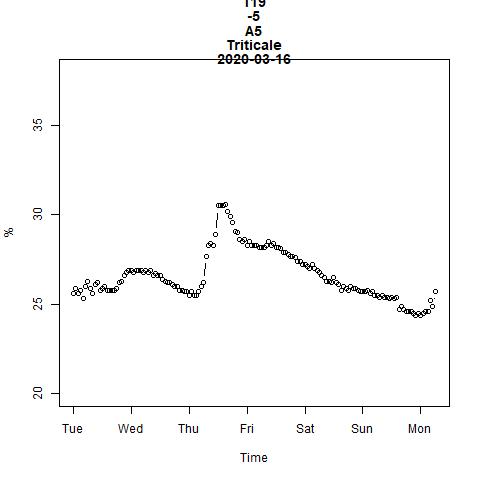 T19
-5
A5
Triticale
2020-03-16
35
30
25
20
%
Tue Wed Thu Fri Sat Sun Mon
Time